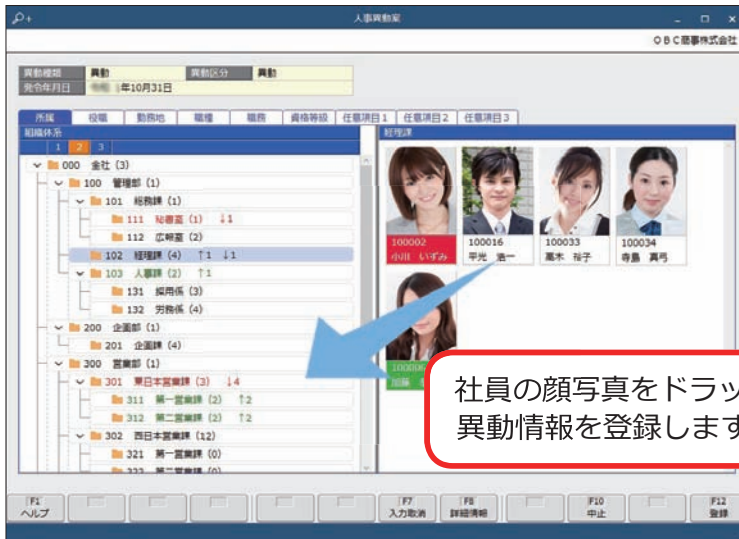 人事異動案
OBC商事株式会社
異動種類 異動 異動区分 異動
発令年月日 年10月31日
所属 役職 勤務地 職種 職務 資格等級 任意項目1 任意項目2 任意項目3
組織体系
1 2 3
000 会社 (3)
100 管理部 (1)
101 総務課 (1)
111 秘書室 (1) ↓1
112 広報室 (2)
102 経理課 (4) ↑1 ↓1
103 人事課 (2) ↑1
131 採用係 (3)
132 労務係 (4)
200 企画部 (1)
201 企画課 (4)
300 営業部 (1)
301 東日本営業課 (3) ↓4
311 第一営業課 (2) ↑2
312 第二営業課 (2) ↑2
302 西日本営業課 (12)
321 第一営業課 (0)
322 第二営業課 (0)
経理課
100002
小川 いずみ
100016
平光 浩一
100033
高木 裕子
100034
寺島 真弓
加藤
社員の顔写真をドラッ
異動情報を登録します
F1 ヘルプ
F7 入力取消
F8 詳細情報
F10 中止
F12 登録